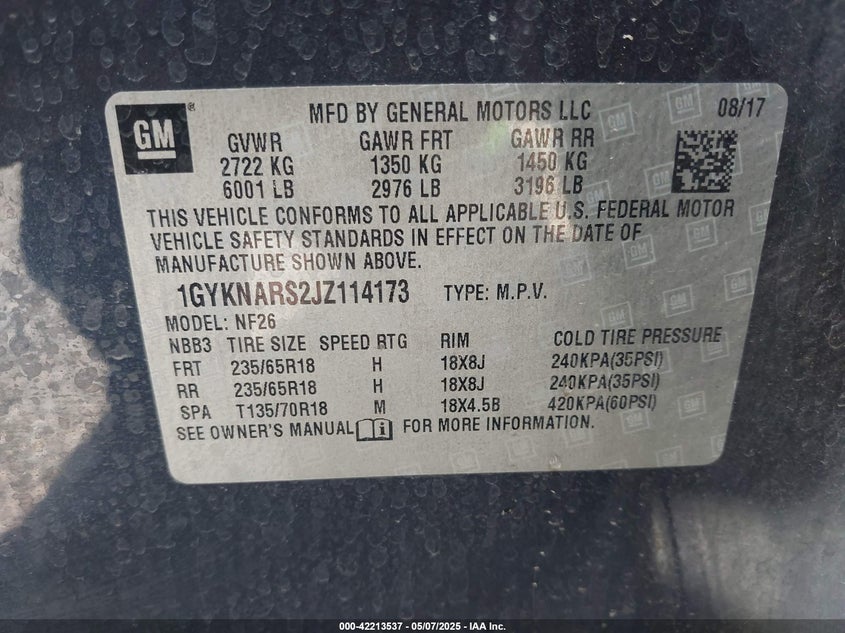 GM ® MFD BY GENERAL MOTORS LLC 08/17
GVWR GAWR FRT GAWR RR
2722 KG 1350 KG 1450 KG
6001 LB 2976 LB 3196 LB
THIS VEHICLE CONFORMS TO ALL APPLICABLE U.S. FEDERAL MOTOR
VEHICLE SAFETY STANDARDS IN EFFECT ON THE DATE OF
MANUFACTURE SHOWN ABOVE.
1GYKNARS2JZ114173 TYPE: M.P.V.
MODEL: NF26
NBB3 TIRE SIZE SPEED RTG RIM COLD TIRE PRESSURE
FRT 235/65R18 H 18X8J 240KPA(35PSI)
RR 235/65R18 H 18X8J 240KPA(35PSI)
SPA T135/70R18 M 18X4.5B 420KPA(60PSI)
SEE OWNER'S MANUAL FOR MORE INFORMATION.
000-42213537 - 05/07/2025 - IAA Inc.